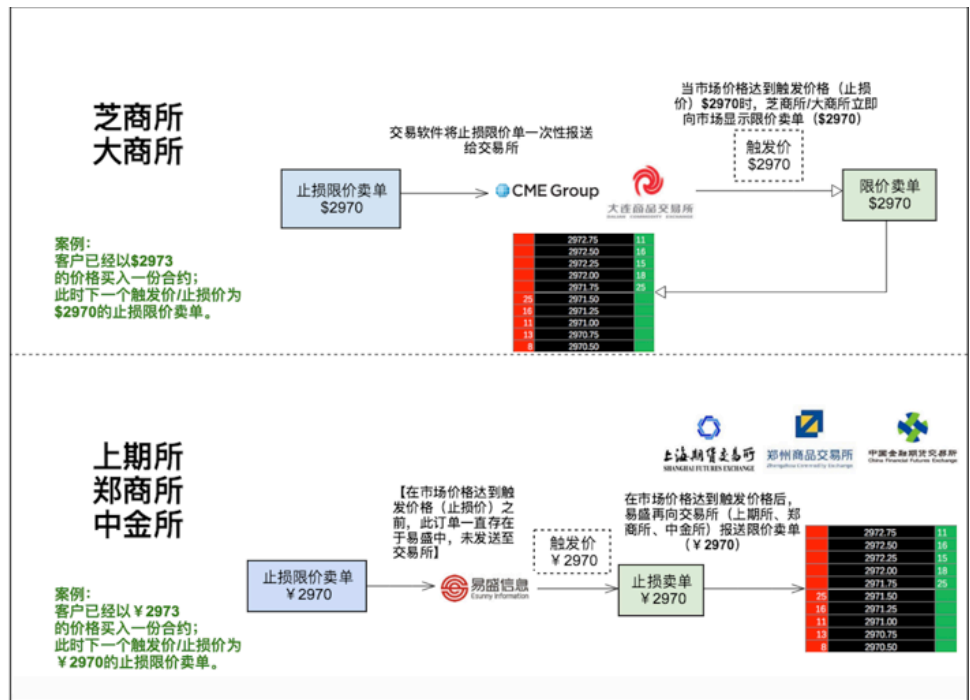 芝商所
大商所
交易软件将止损限价单一次性报送
给交易所
当市场价格达到触发价格（止损
价）$2970时，芝商所/大商所立即
向市场显示限价卖单（$2970）
触发价
$2970
止损限价卖单
$2970
CME Group
大连商品交易所
DALIAN COMMODITY EXCHANGE
限价卖单
$2970
案例：
客户已经以$2973
的价格买入一份合约；
此时下一个触发价/止损价为
$2970的止损限价卖单。
2972.75 11
2972.50 16
2972.25 15
2972.00 18
2971.75 25
25 2971.50
16 2971.25
11 2971.00
13 2970.75
8 2970.50
上期所
郑商所
中金所
上海期货交易所
SHANGHAI FUTURES EXCHANGE
郑州商品交易所
Zhengzhou Commodity Exchange
中国金融期货交易所
China Financial Futures Exchange
【在市场价格达到触
发价格（止损价）之
前，此订单一直存在
于易盛中，未发送至
交易所】
触发价
￥2970
在市场价格达到触发价格后，
易盛再向交易所（上期所、郑
商所、中金所）报送限价卖单
（￥2970）
止损限价卖单
￥2970
易盛信息
Esunny Information
止损卖单
￥2970
案例：
客户已经以￥2973
的价格买入一份合约；
此时下一个触发价/止损价为
￥2970的止损限价卖单。
2972.75 11
2972.50 16
2972.25 15
2972.00 18
2971.75 25
25 2971.50
16 2971.25
11 2971.00
13 2970.75
8 2970.50